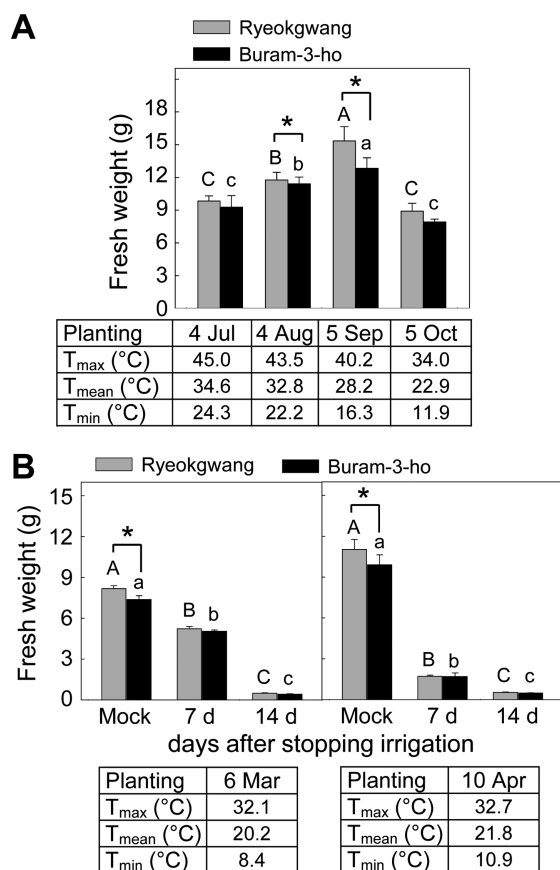 A
Ryeokgwang
Buram-3-ho
Fresh weight (g)
18
15
12
9
6
3
0
C c
B b
*
A a
*
C c
Planting 4 Jul 4 Aug 5 Sep 5 Oct
Tmax (°C) 45.0 43.5 40.2 34.0
Tmean (°C) 34.6 32.8 28.2 22.9
Tmin (°C) 24.3 22.2 16.3 11.9
B
Ryeokgwang Buram-3-ho
Fresh weight (g)
15
12
9
6
3
0
*
A a
B b
C c
*
A a
B b
C c
Mock 7 d 14 d Mock 7 d 14 d
days after stopping irrigation
Planting 6 Mar
Tmax (°C) 32.1
Tmean (°C) 20.2
Tmin (°C) 8.4
Planting 10 Apr
Tmax (°C) 32.7
Tmean (°C) 21.8
Tmin (°C) 10.9